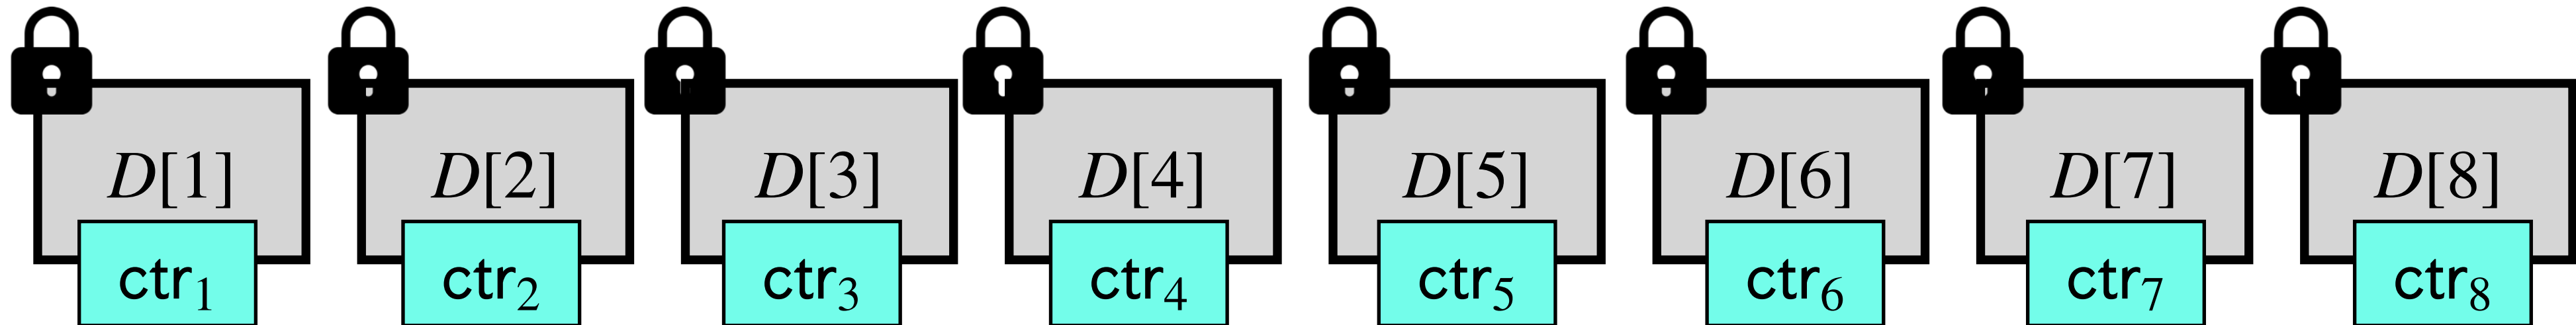 D[1] D[2] D[3] D[4] D[5] D[6] D[7] D[8]
ctr₁ ctr₂ ctr₃ ctr₄ ctr₅ ctr₆ ctr₇ ctr₈